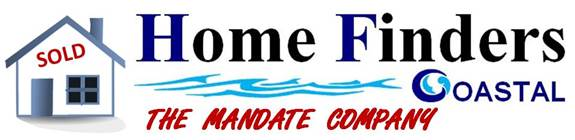 SOLD
Home Finders
COASTAL
THE MANDATE COMPANY